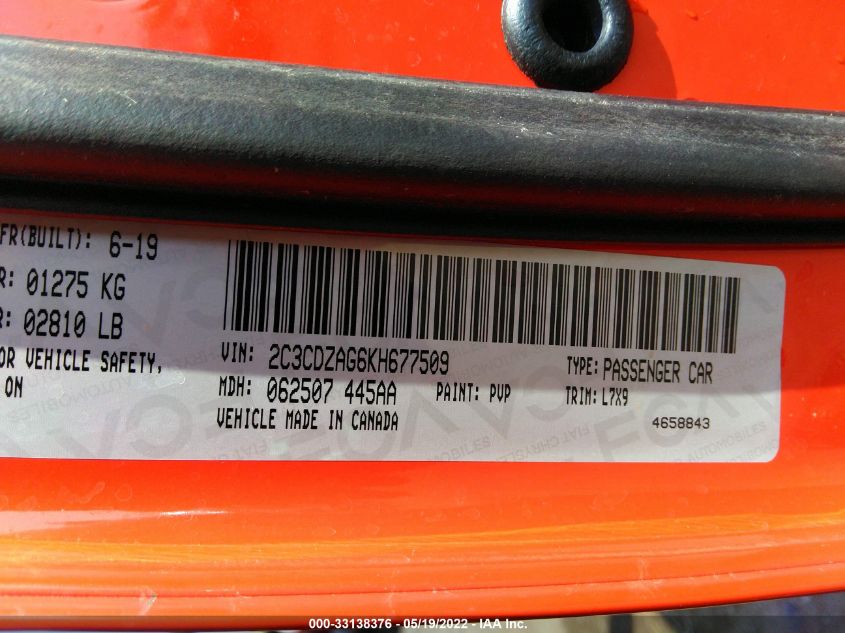 FR(BUILT): 6-19
R: 01275 KG
R: 02810 LB
OR VEHICLE SAFETY,
ON
VIN: 2C3CDZAG6KH677509 TYPE: PASSENGER CAR
MDH: 062507 445AA PAINT: PVP TRIM: L7X9
VEHICLE MADE IN CANADA 4658843
000-33138376 - 05/19/2022 - IAA Inc.